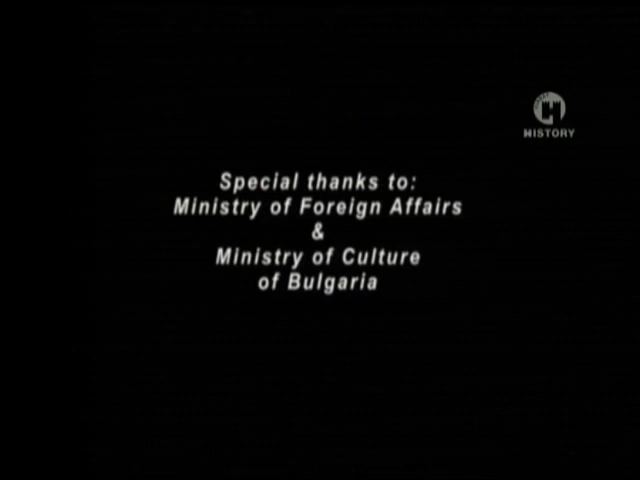 HISTORY
Special thanks to:
Ministry of Foreign Affairs
&
Ministry of Culture
of Bulgaria